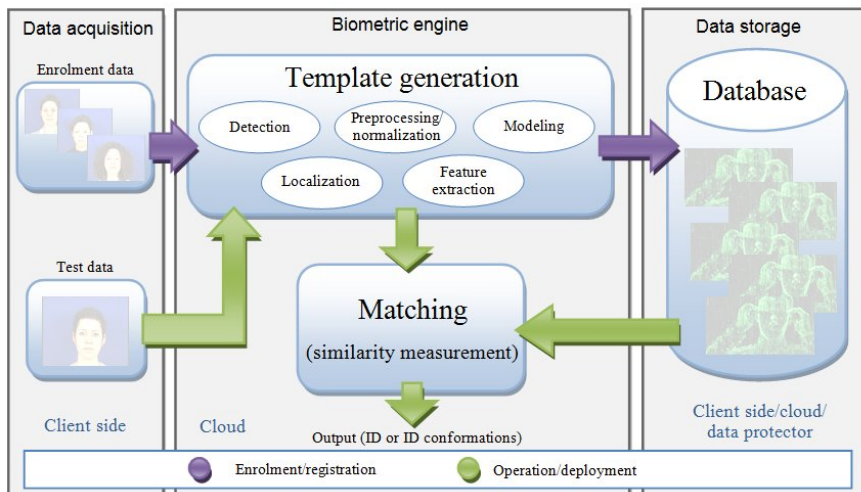 Data acquisition
Biometric engine
Data storage
Enrolment data
Template generation
Detection
Preprocessing/
normalization
Modeling
Localization
Feature
extraction
Database
Test data
Matching
(similarity measurement)
Client side
Cloud
Output (ID or ID conformations)
Client side/cloud/
data protector
Enrolment/registration
Operation/deployment